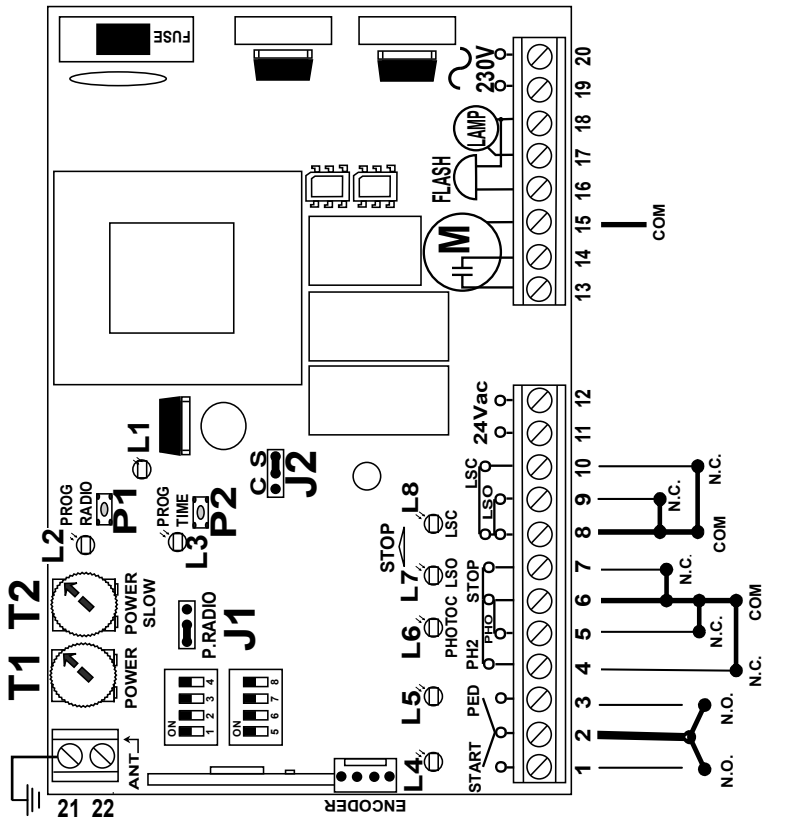 FUSE
230V
LAMP
FLASH
M
20
19
18
17
16
15
14
13
COM
L1
L2
PROG
RADIO
P1
PROG
TIME
P2
L3
C S
J2
24Vac
12
11
10
9
8
7
6
5
4
3
2
1
LSC
LSO
STOP
L8
LSC
L7
LSO
L6
PHOTOC
L5
L4
STOP
PHO
PH2
PED
START
N.C.
N.C.
COM
N.C.
N.C.
COM
N.C.
N.O.
N.O.
T2
POWER
SLOW
T1
POWER
P.RADIO
J1
ON
1 2 3 4
ON
5 6 7 8
ANT
21 22
ENCODER